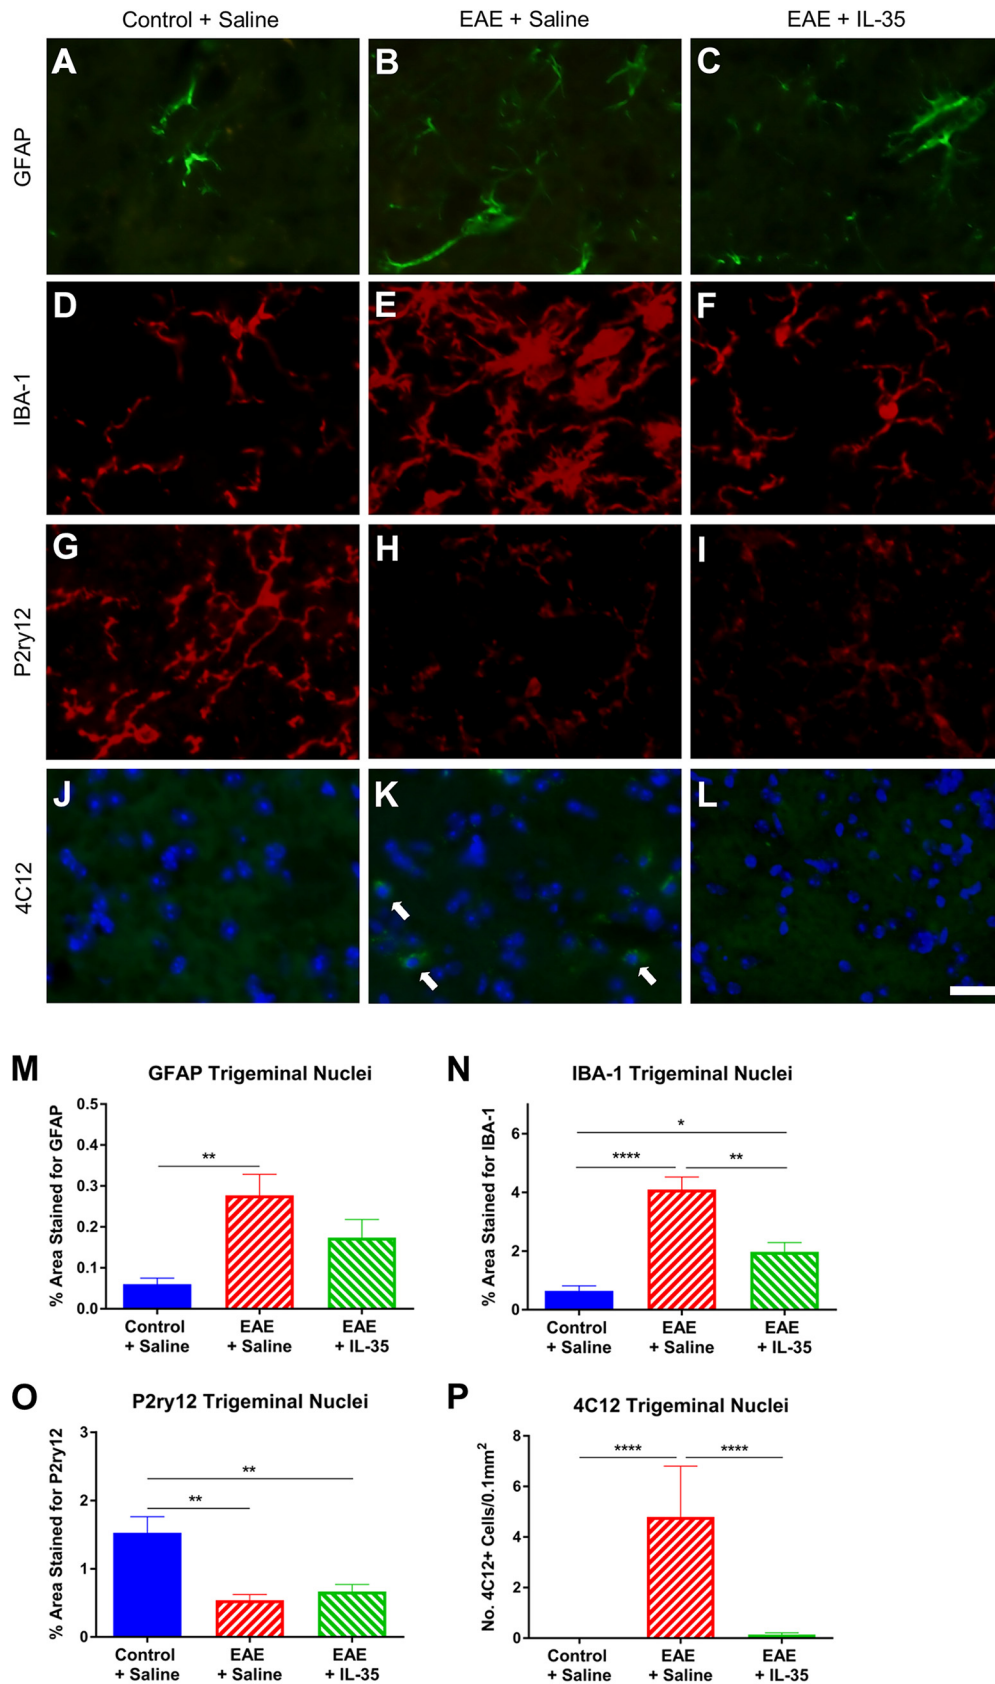 Control + Saline
EAE + Saline
EAE + IL-35
GFAP
A
B
C
IBA-1
D
E
F
P2ry12
G
H
I
4C12
J
K
L
M
GFAP Trigeminal Nuclei
% Area Stained for GFAP
0.5
0.4
0.3
0.2
0.1
0.0
**
Control
+ Saline
EAE
+ Saline
EAE
+ IL-35
N
IBA-1 Trigeminal Nuclei
% Area Stained for IBA-1
6
4
2
0
*
****
**
Control
+ Saline
EAE
+ Saline
EAE
+ IL-35
O
P2ry12 Trigeminal Nuclei
% Area Stained for P2ry12
3
2
1
0
**
**
Control
+ Saline
EAE
+ Saline
EAE
+ IL-35
P
4C12 Trigeminal Nuclei
No. 4C12+ Cells/0.1mm²
8
6
4
2
0
****
****
Control
+ Saline
EAE
+ Saline
EAE
+ IL-35